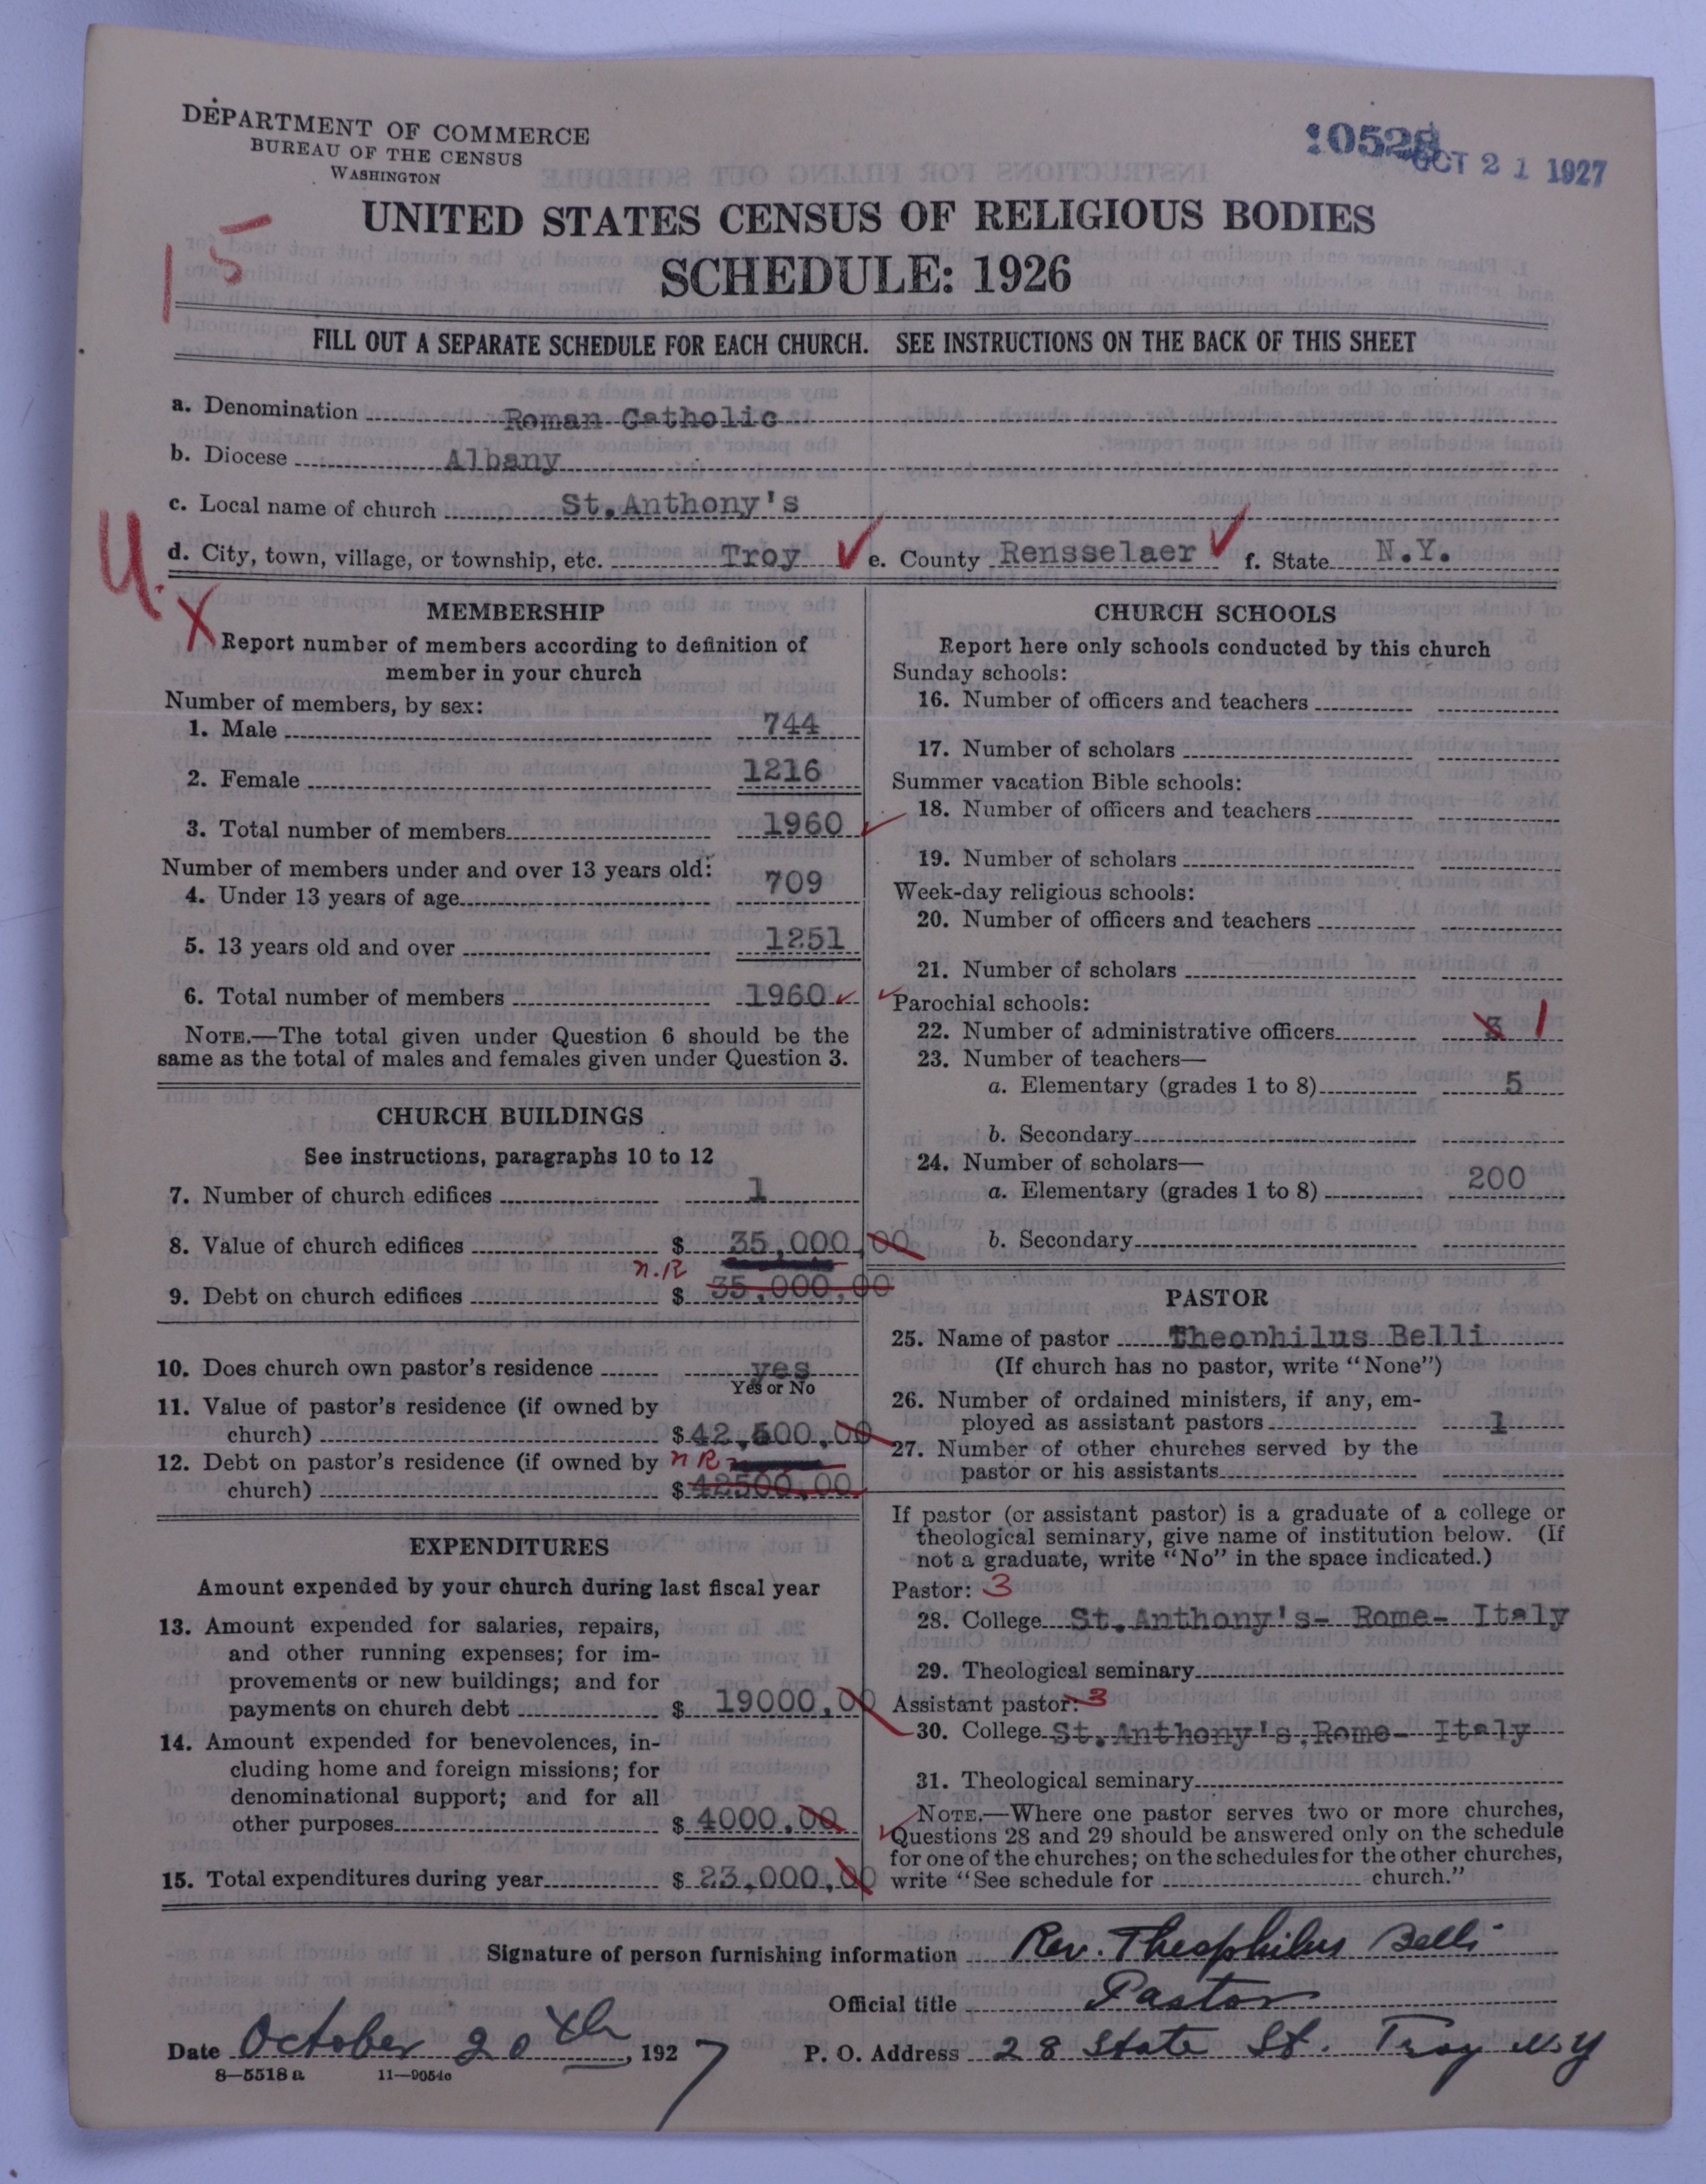 DEPARTMENT OF COMMERCE
BUREAU OF THE CENSUS
WASHINGTON
10528
OCT 21 1927
15
UNITED STATES CENSUS OF RELIGIOUS BODIES
SCHEDULE: 1926
FILL OUT A SEPARATE SCHEDULE FOR EACH CHURCH. SEE INSTRUCTIONS ON THE BACK OF THIS SHEET
a. Denomination Roman Catholic
b. Diocese Albany
c. Local name of church St.Anthony's
d. City, town, village, or township, etc. Troy e. County Rensselaer f. State N.Y.
MEMBERSHIP
Report number of members according to definition of
member in your church
Number of members, by sex:
1. Male 744
2. Female 1216
3. Total number of members 1960
Number of members under and over 13 years old:
4. Under 13 years of age 709
5. 13 years old and over 1251
6. Total number of members 1960
NOTE.—The total given under Question 6 should be the
same as the total of males and females given under Question 3.
CHURCH BUILDINGS
See instructions, paragraphs 10 to 12
7. Number of church edifices 1
8. Value of church edifices $ 35,000,00
n.R
9. Debt on church edifices $ 35,000,00
10. Does church own pastor's residence yes
Yes or No
11. Value of pastor's residence (if owned by
church) $ 42,500,00
12. Debt on pastor's residence (if owned by n R
church) $ 42500,00
EXPENDITURES
Amount expended by your church during last fiscal year
13. Amount expended for salaries, repairs,
and other running expenses; for im-
provements or new buildings; and for
payments on church debt $ 19000,00
14. Amount expended for benevolences, in-
cluding home and foreign missions; for
denominational support; and for all
other purposes $ 4000.00
15. Total expenditures during year $ 23,000,00
CHURCH SCHOOLS
Report here only schools conducted by this church
Sunday schools:
16. Number of officers and teachers
17. Number of scholars
Summer vacation Bible schools:
18. Number of officers and teachers
19. Number of scholars
Week-day religious schools:
20. Number of officers and teachers
21. Number of scholars
Parochial schools:
22. Number of administrative officers 3 1
23. Number of teachers—
a. Elementary (grades 1 to 8) 5
b. Secondary
24. Number of scholars—
a. Elementary (grades 1 to 8) 200
b. Secondary
PASTOR
25. Name of pastor Theophilus Belli
(If church has no pastor, write "None")
26. Number of ordained ministers, if any, em-
ployed as assistant pastors 1
27. Number of other churches served by the
pastor or his assistants
If pastor (or assistant pastor) is a graduate of a college or
theological seminary, give name of institution below. (If
not a graduate, write "No" in the space indicated.)
Pastor: 3
28. College St.Anthony's- Rome- Italy
29. Theological seminary
Assistant pastor: 3
30. College St.Anthony's,Rome- Italy
31. Theological seminary
NOTE.—Where one pastor serves two or more churches,
Questions 28 and 29 should be answered only on the schedule
for one of the churches; on the schedules for the other churches,
write "See schedule for church."
Signature of person furnishing information Rev. Theophilus Belli
Official title Pastor
Date October 20th, 1927 P. O. Address 28 State St. Troy N.Y
8—5518 a 11—9054o